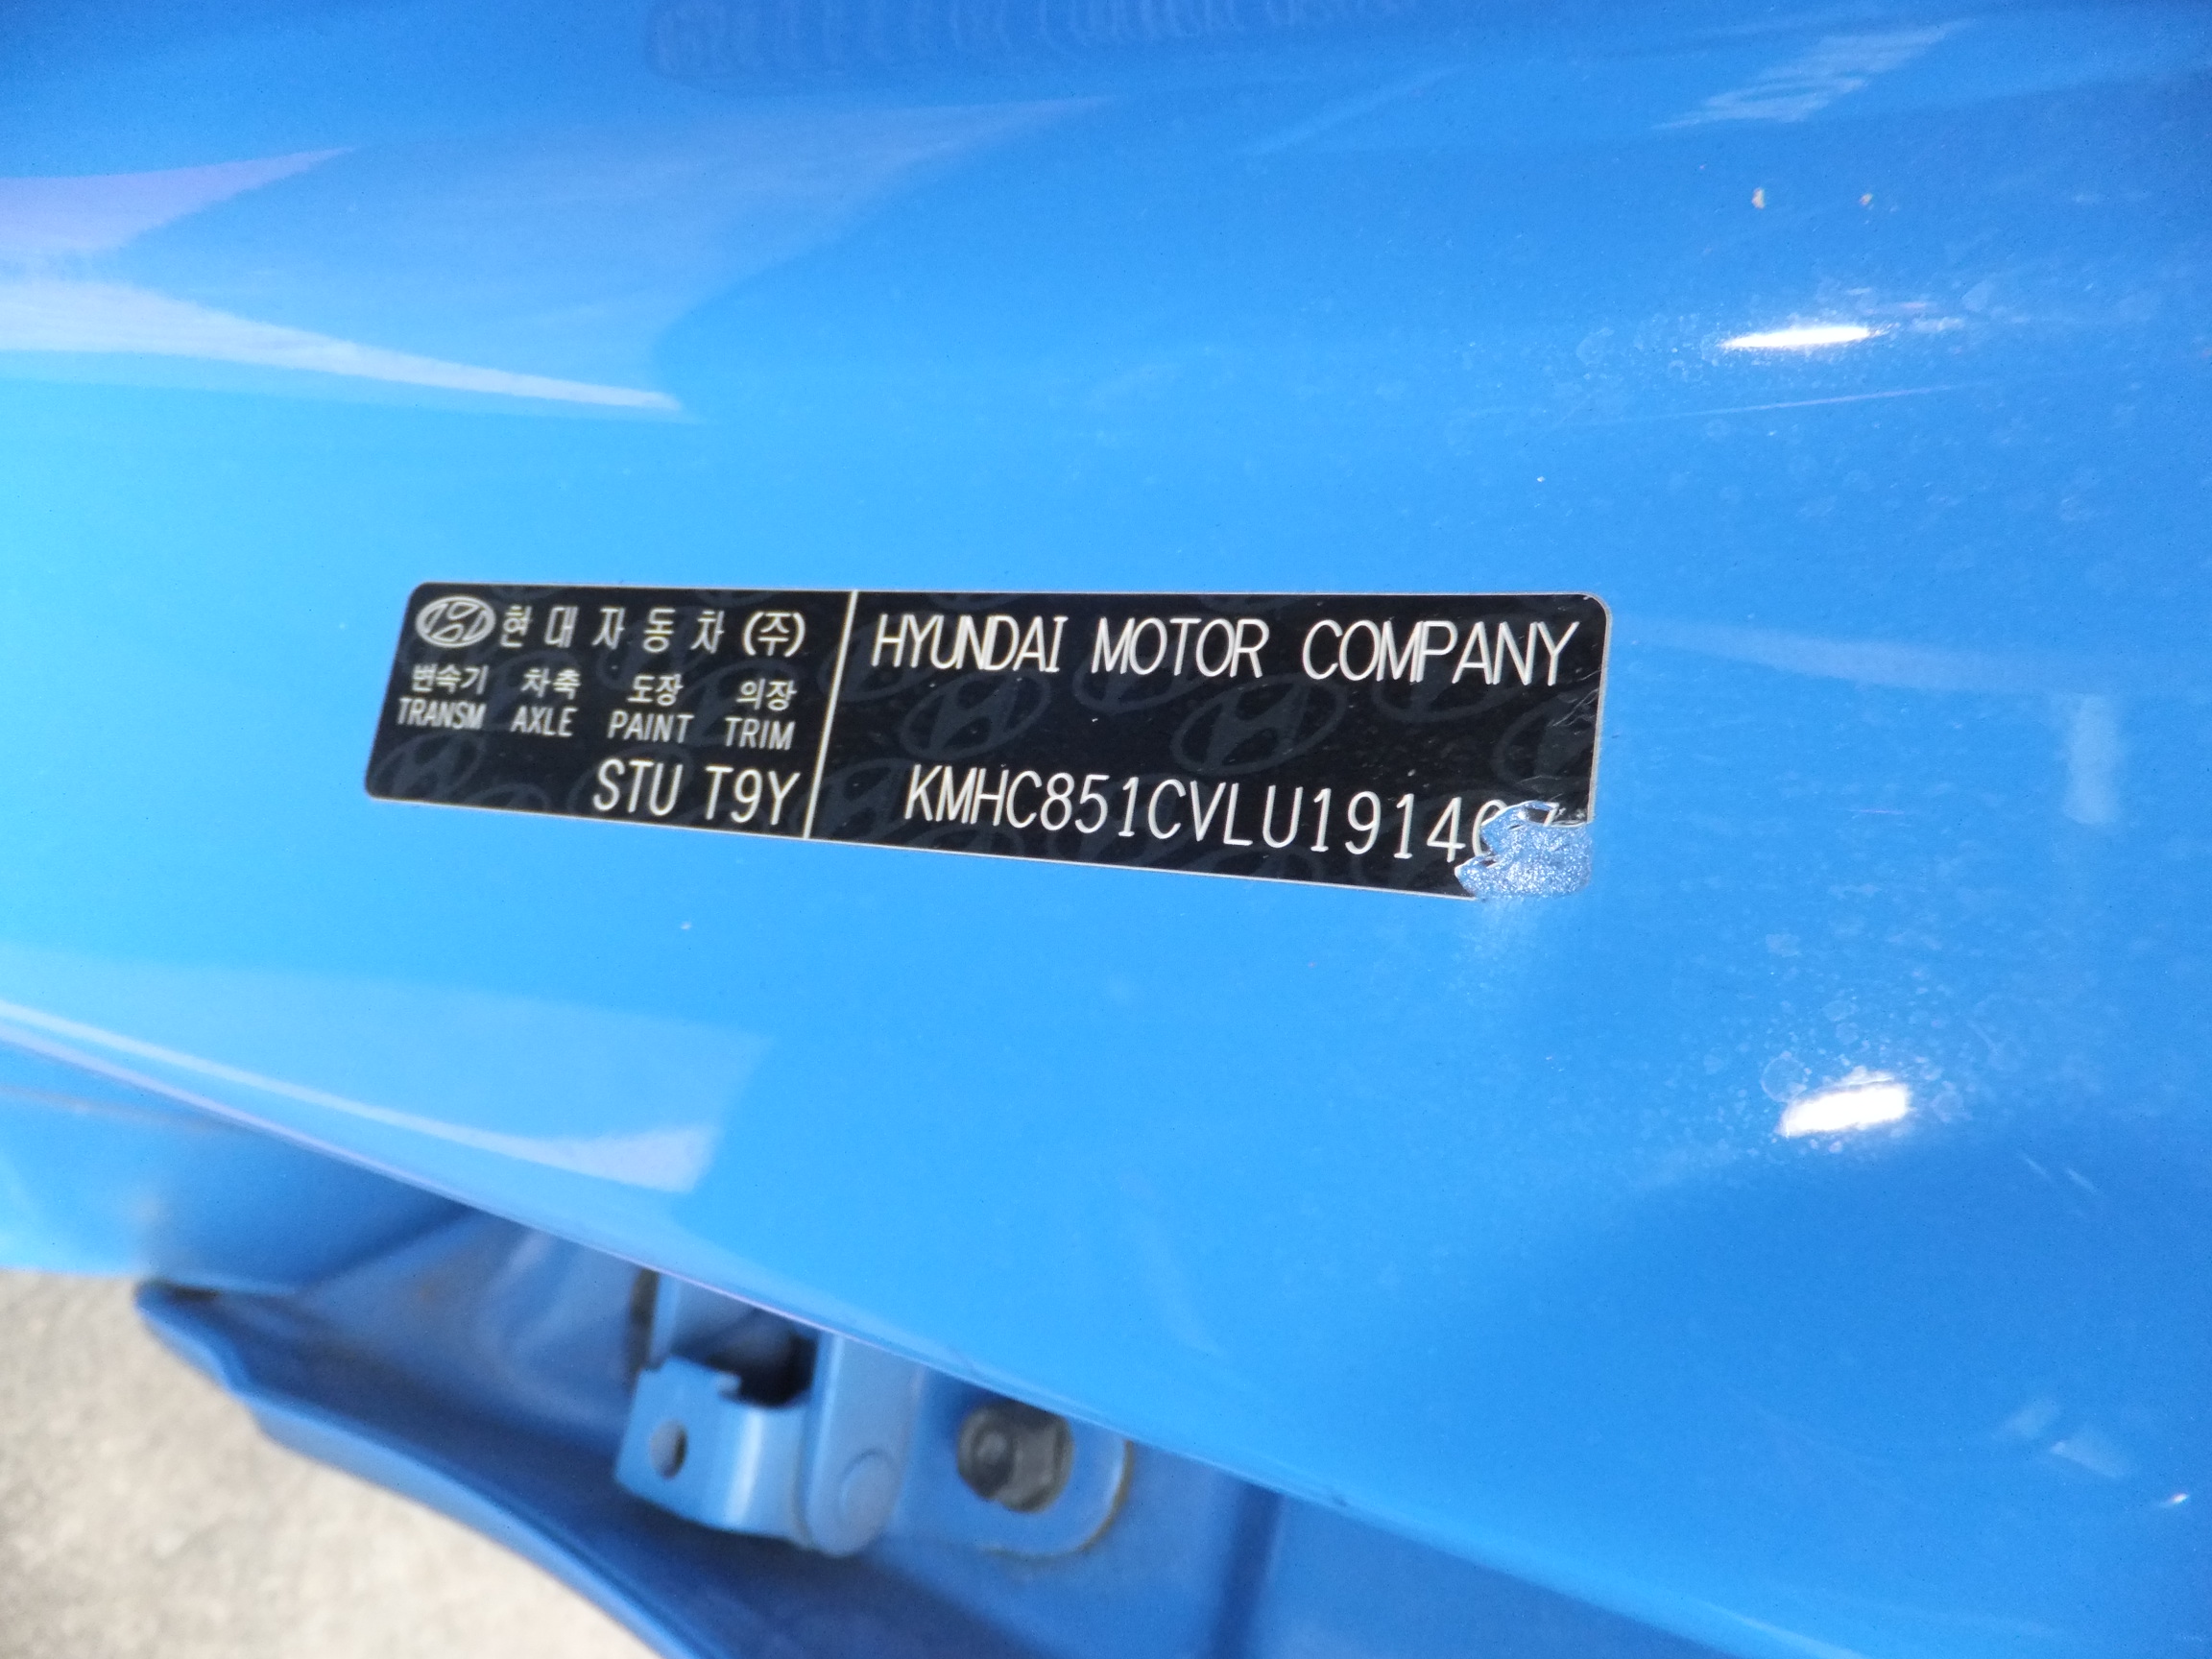 현대자동차(주)
변속기 차축 도장 의장
TRANSM AXLE PAINT TRIM
STU T9Y
HYUNDAI MOTOR COMPANY